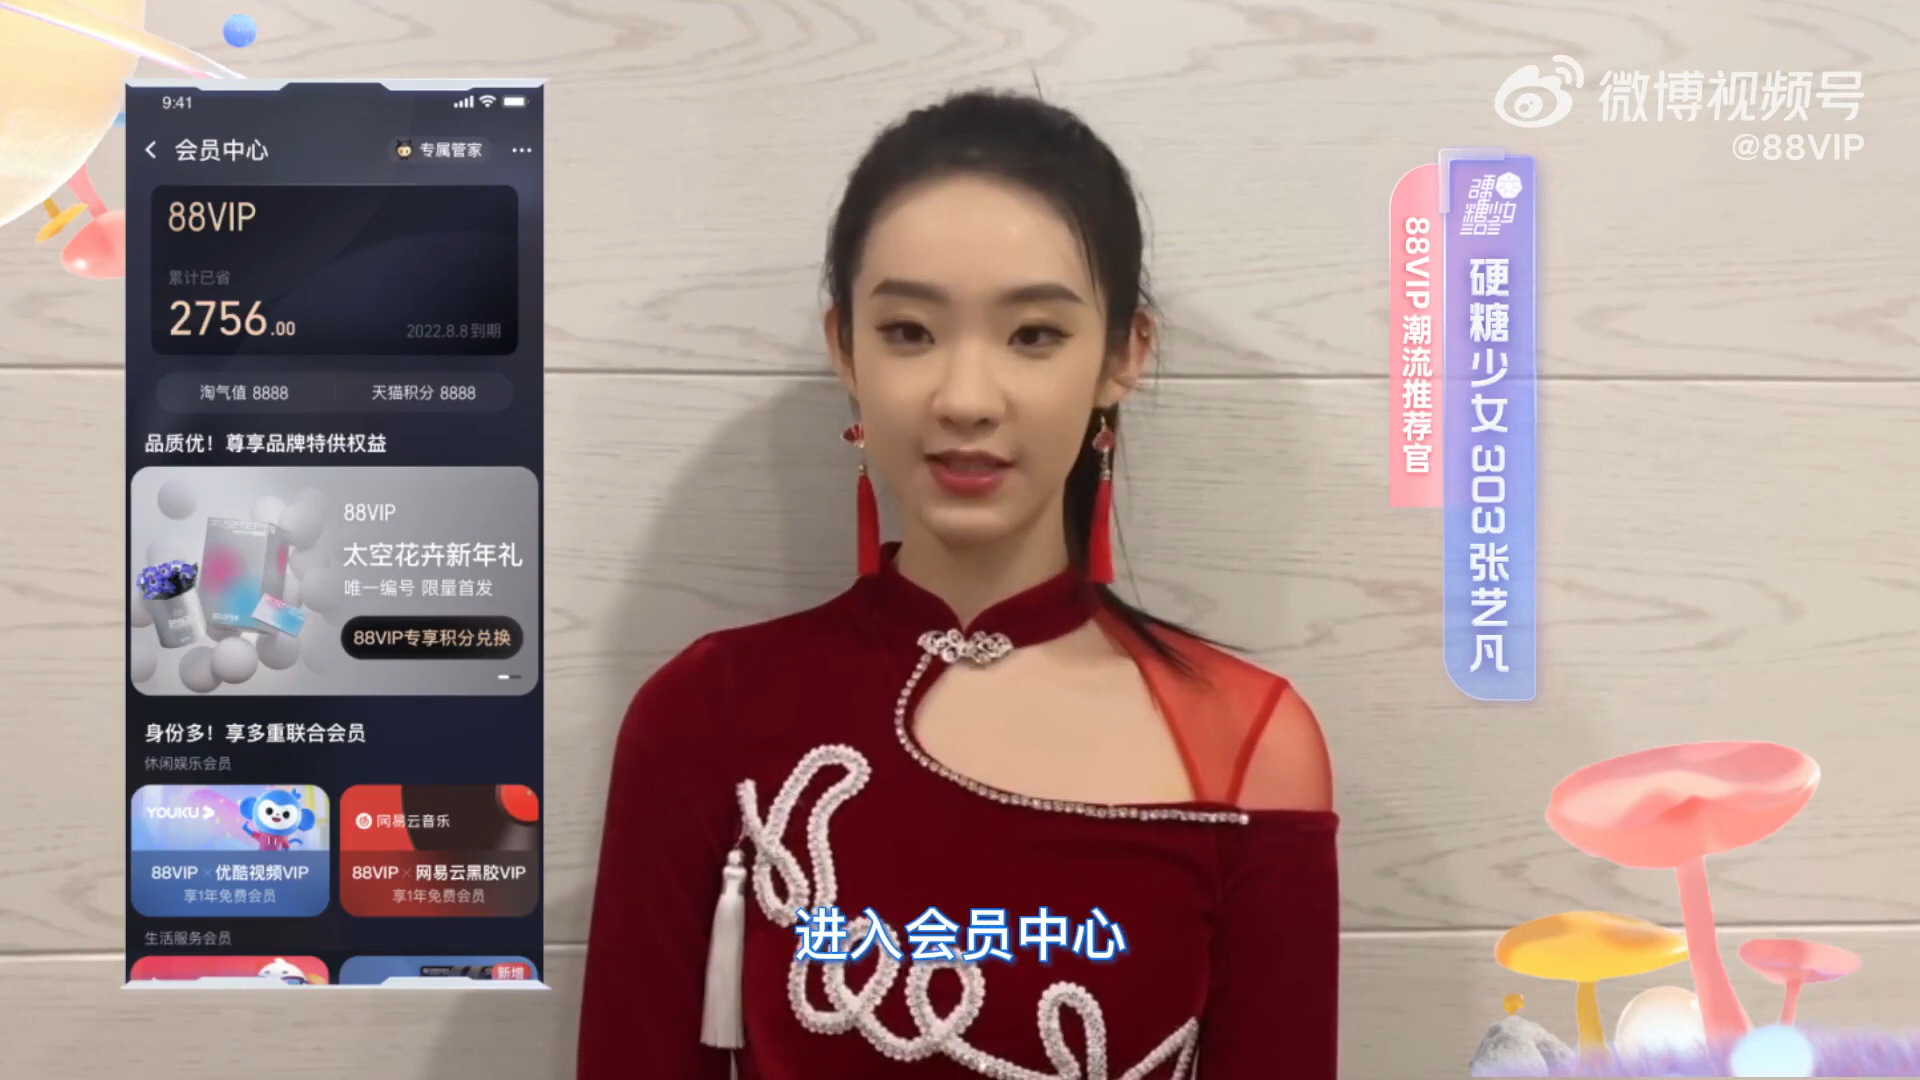 微博视频号
@88VIP
9:41
会员中心
专属管家
88VIP
累计已省
2756.00
2022.8.8到期
淘气值 8888
天猫积分 8888
品质优！尊享品牌特供权益
88VIP
太空花卉新年礼
唯一编号 限量首发
88VIP专享积分兑换
身份多！享多重联合会员
休闲娱乐会员
YOUKU
网易云音乐
88VIP×优酷视频VIP
享1年免费会员
88VIP×网易云黑胶VIP
享1年免费会员
生活服务会员
新增
硬糖少女
303
硬糖少女303张艺凡
88VIP潮流推荐官
进入会员中心